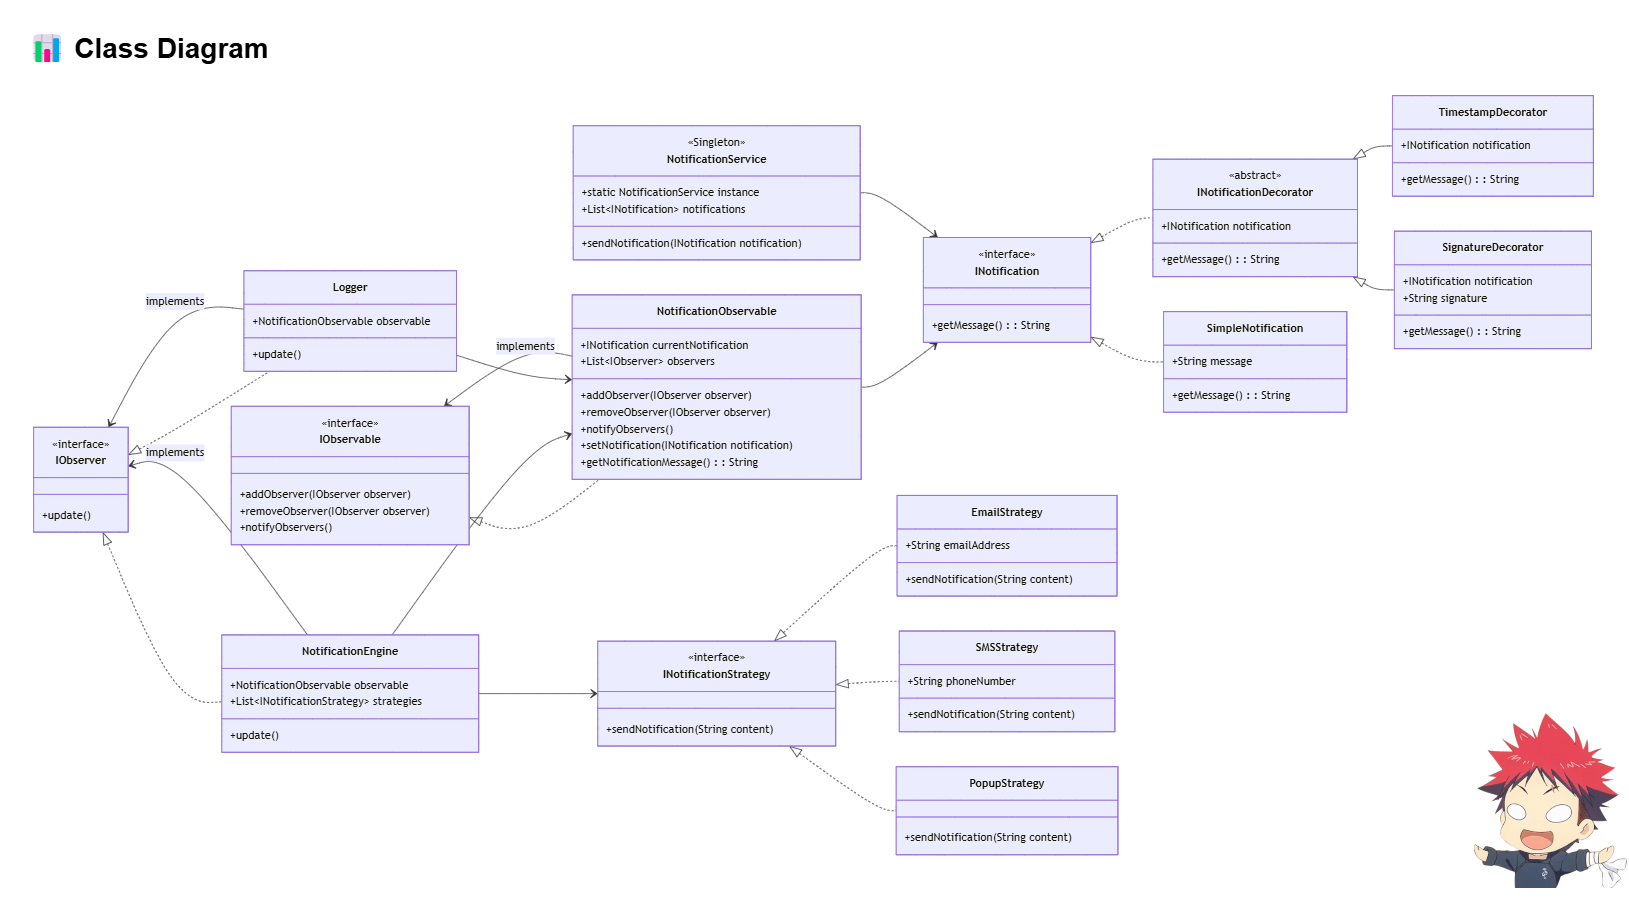 Class Diagram
«Singleton»
NotificationService
+static NotificationService instance
+List<INotification> notifications
+sendNotification(INotification notification)
TimestampDecorator
+INotification notification
+getMessage() : : String
«abstract»
INotificationDecorator
+INotification notification
+getMessage() : : String
SignatureDecorator
+INotification notification
+String signature
+getMessage() : : String
«interface»
INotification
+getMessage() : : String
SimpleNotification
+String message
+getMessage() : : String
Logger
+NotificationObservable observable
+update()
implements
NotificationObservable
+INotification currentNotification
+List<IObserver> observers
+addObserver(IObserver observer)
+removeObserver(IObserver observer)
+notifyObservers()
+setNotification(INotification notification)
+getNotificationMessage() : : String
implements
«interface»
IObservable
+addObserver(IObserver observer)
+removeObserver(IObserver observer)
+notifyObservers()
«interface»
IObserver
+update()
implements
NotificationEngine
+NotificationObservable observable
+List<INotificationStrategy> strategies
+update()
«interface»
INotificationStrategy
+sendNotification(String content)
EmailStrategy
+String emailAddress
+sendNotification(String content)
SMSStrategy
+String phoneNumber
+sendNotification(String content)
PopupStrategy
+sendNotification(String content)